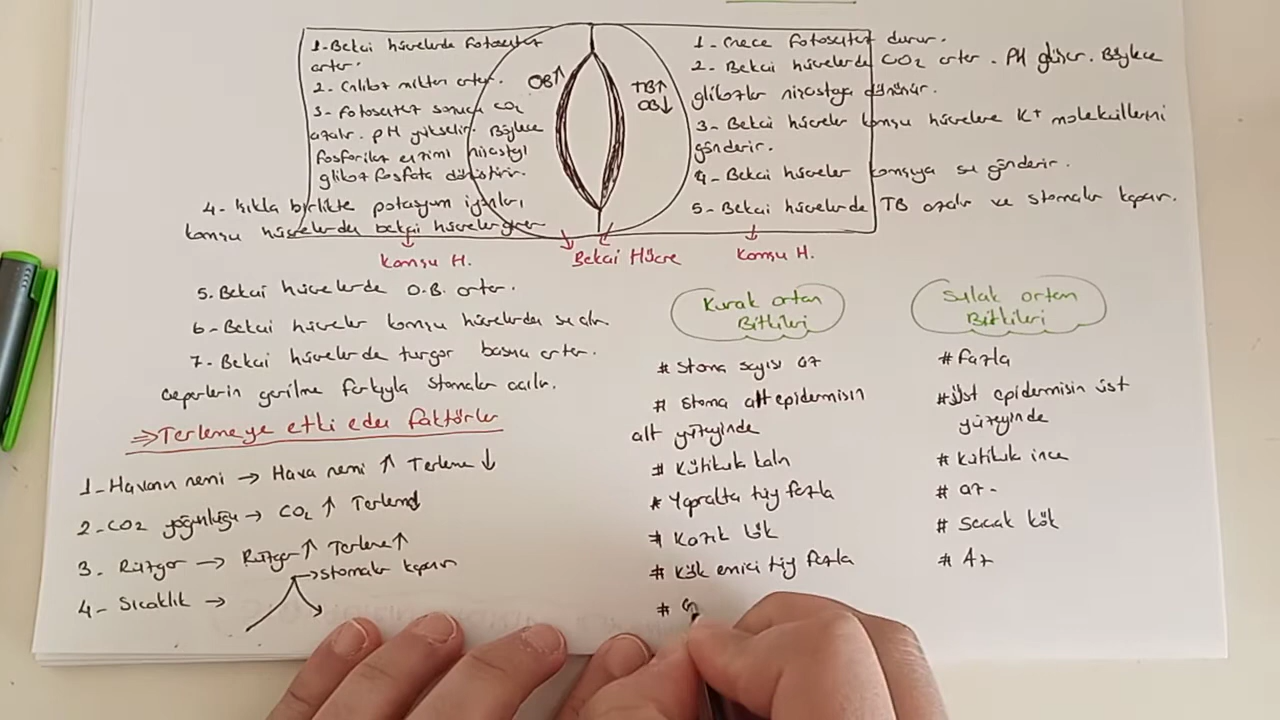 1-Bekçi hücrelerde fotosentez
artar.
2- Glikoz miktarı artar.
3- Fotosentez sonucu CO2
azalır. pH yükselir. Böylece
fosforilaz enzimi nişastayı
glikoz fosfata dönüştürür.
4- Işıkla birlikte potasyum iyonları
komşu hücrelerden bekçi hücrelere girer
OB↑
TB↑
OB↓
1- Gece fotosentez durur.
2- Bekçi hücrelerde CO2 artar. PH düşer. Böylece
glikozlar nişastaya dönüşür.
3- Bekçi hücreler komşu hücrelere K+ moleküllerini
gönderir.
4- Bekçi hücreler komşuya su gönderir.
5- Bekçi hücrelerde TB azalır ve stomalar kapanır.
Komşu H.
Bekçi Hücre
Komşu H.
5. Bekçi hücrelerde O.B. artar.
6- Bekçi hücreler komşu hücrelerden su alır
7- Bekçi hücrelerde turgor basıncı artar.
Çeperlerin gerilme farkıyla stomalar açılır.
⇒Terlemeye etki eden faktörler
1-Havanın nemi → Hava nemi ↑ Terleme ↓
2-CO2 yoğunluğu → CO2 ↑ Terleme↓
3. Rüzgar → Rüzgar↑ Terleme↑
4- Sıcaklık →
→stomalar kapanır
Kurak ortam
Bitkileri
# Stoma sayısı az
# Stoma alt epidermisin
alt yüzeyinde
# Kütikula kalın
# Yaprakta tüy fazla
# Kazık kök
# Kök emici tüy fazla
#
Sulak ortam
Bitkileri
# Fazla
# Üst epidermisin üst
yüzeyinde
# Kütikula ince
# az-
# Saçak kök
# Az